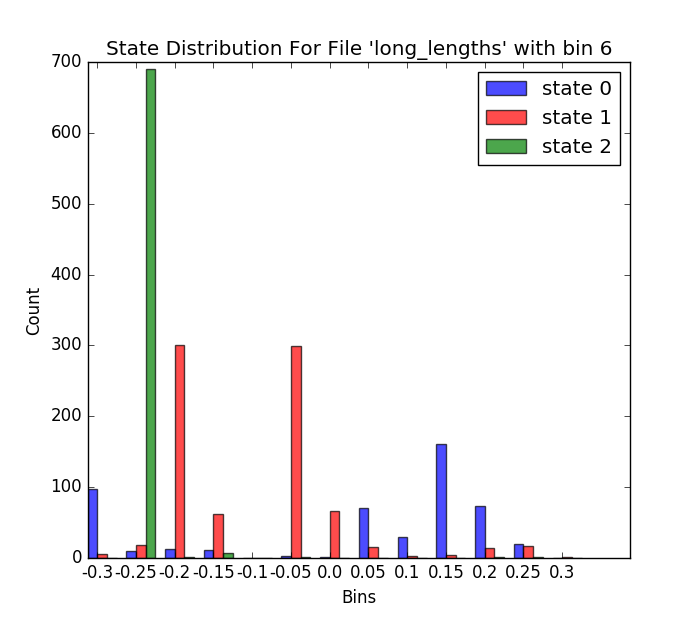 State Distribution For File 'long_lengths' with bin 6
state 0
state 1
state 2
700
600
500
400
300
200
100
0
Count
-0.3 -0.25 -0.2 -0.15 -0.1 -0.05 0.0 0.05 0.1 0.15 0.2 0.25 0.3
Bins